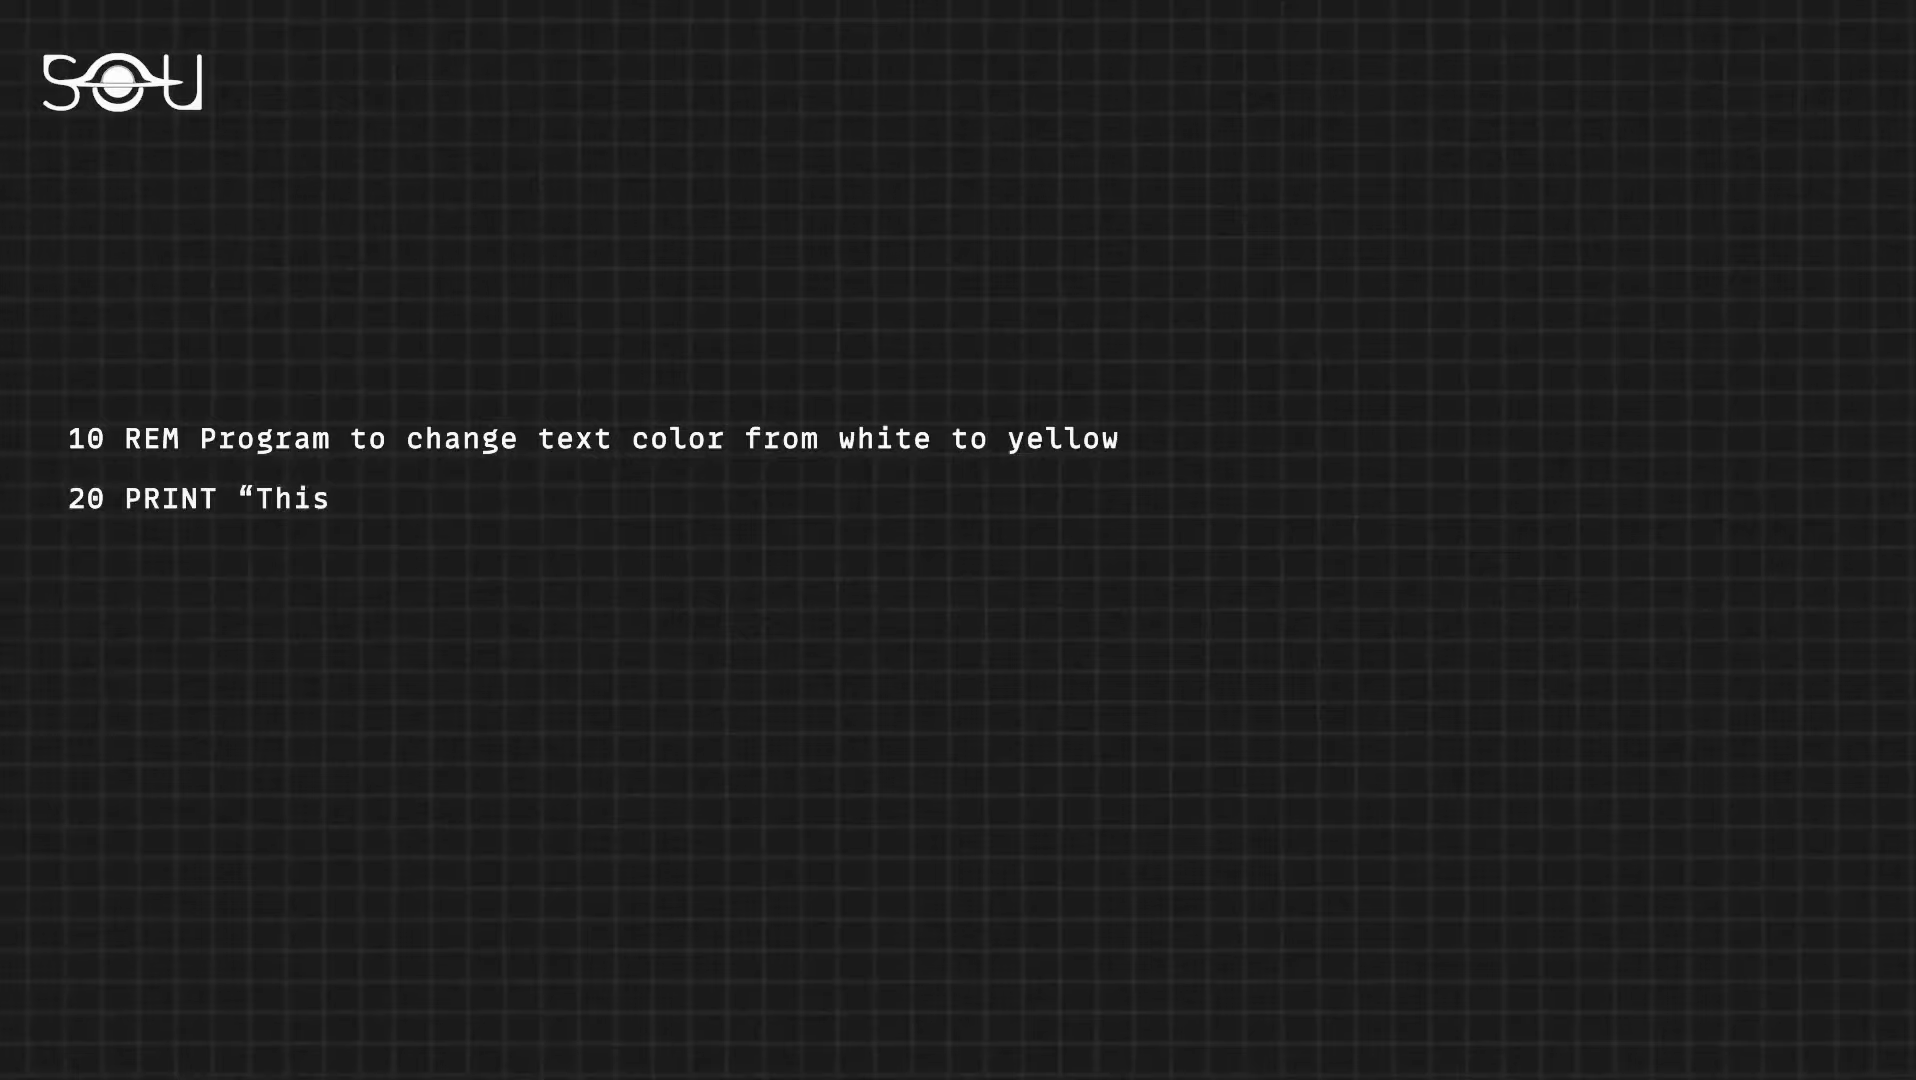 SOU
10 REM Program to change text color from white to yellow
20 PRINT “This